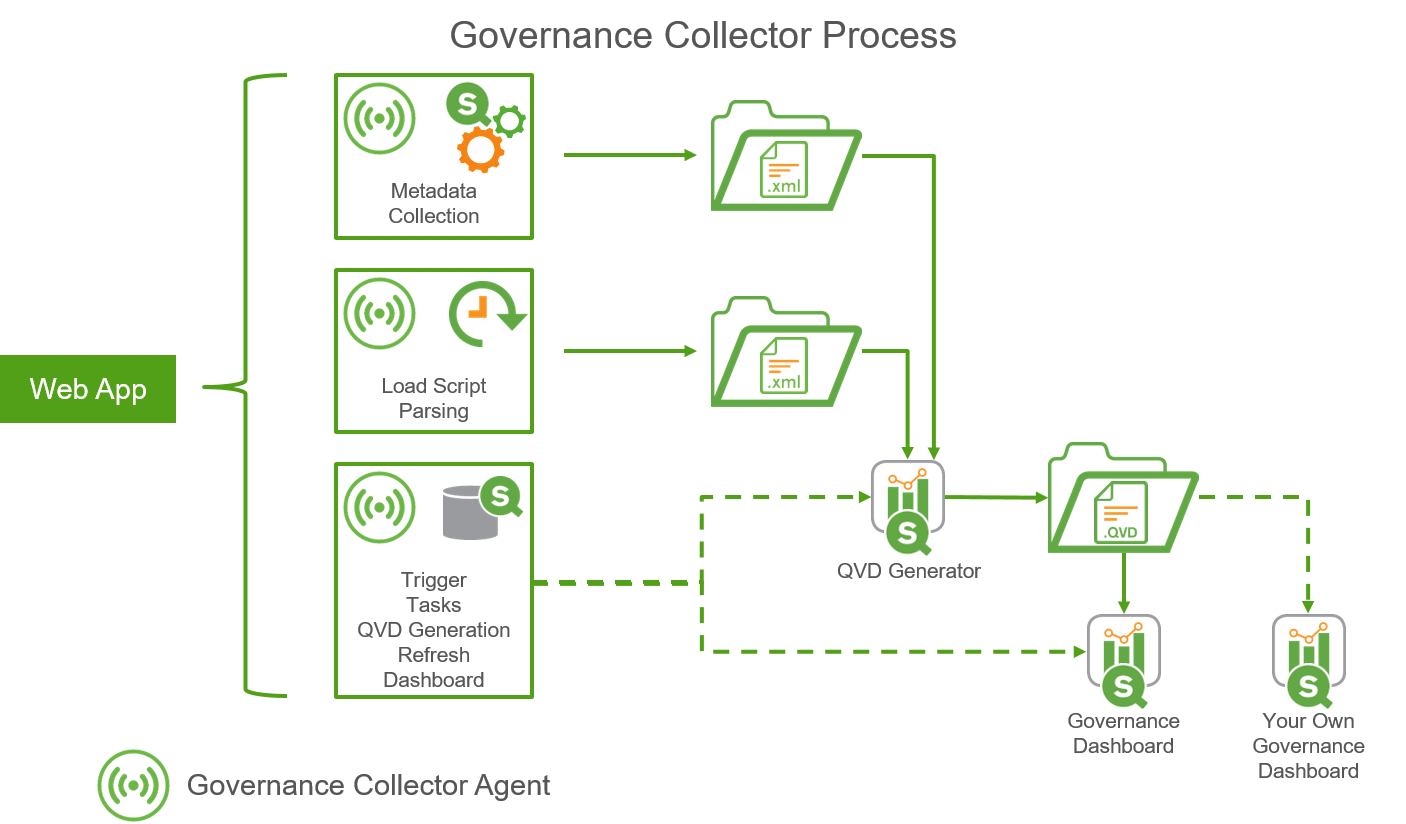 Governance Collector Process
S
Metadata
Collection
.xml
Load Script
Parsing
.xml
Web App
S
Trigger
Tasks
QVD Generation
Refresh
Dashboard
S
QVD Generator
.QVD
S
Governance
Dashboard
S
Your Own
Governance
Dashboard
Governance Collector Agent